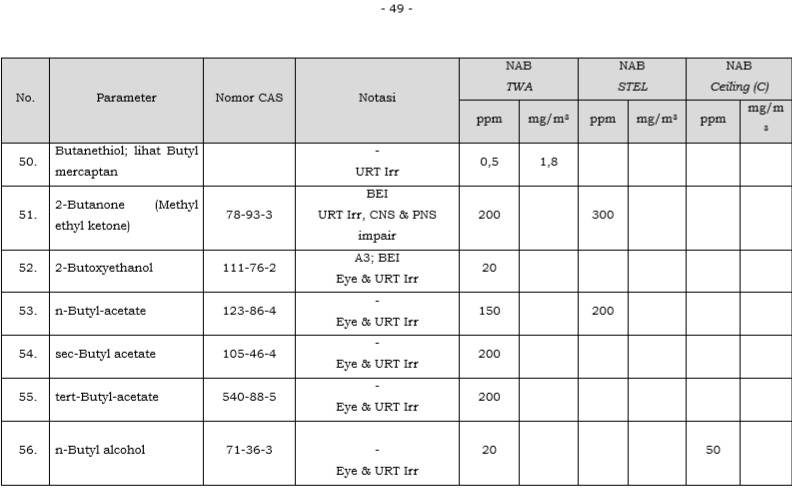 - 49 -
No. Parameter Nomor CAS Notasi NAB TWA NAB STEL NAB Ceiling (C)
ppm mg/m³ ppm mg/m³ ppm mg/m³
50. Butanethiol; lihat Butyl mercaptan - URT Irr 0,5 1,8
51. 2-Butanone (Methyl ethyl ketone) 78-93-3 BEI URT Irr, CNS & PNS impair 200 300
52. 2-Butoxyethanol 111-76-2 A3; BEI Eye & URT Irr 20
53. n-Butyl-acetate 123-86-4 - Eye & URT Irr 150 200
54. sec-Butyl acetate 105-46-4 - Eye & URT Irr 200
55. tert-Butyl-acetate 540-88-5 - Eye & URT Irr 200
56. n-Butyl alcohol 71-36-3 - Eye & URT Irr 20 50